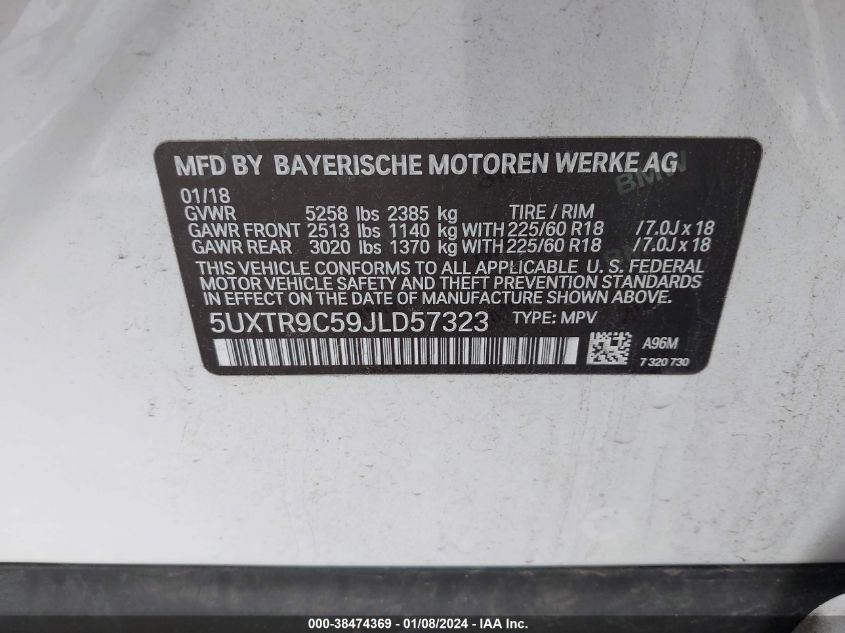 MFD BY BAYERISCHE MOTOREN WERKE AG
BMW
01/18
GVWR 5258 lbs 2385 kg TIRE / RIM
GAWR FRONT 2513 lbs 1140 kg WITH 225/60 R18 / 7.0J x 18
GAWR REAR 3020 lbs 1370 kg WITH 225/60 R18 / 7.0J x 18
THIS VEHICLE CONFORMS TO ALL APPLICABLE U. S. FEDERAL
MOTOR VEHICLE SAFETY AND THEFT PREVENTION STANDARDS
IN EFFECT ON THE DATE OF MANUFACTURE SHOWN ABOVE.
5UXTR9C59JLD57323 TYPE: MPV
A96M
7 320 730
000-38474369 - 01/08/2024 - IAA Inc.